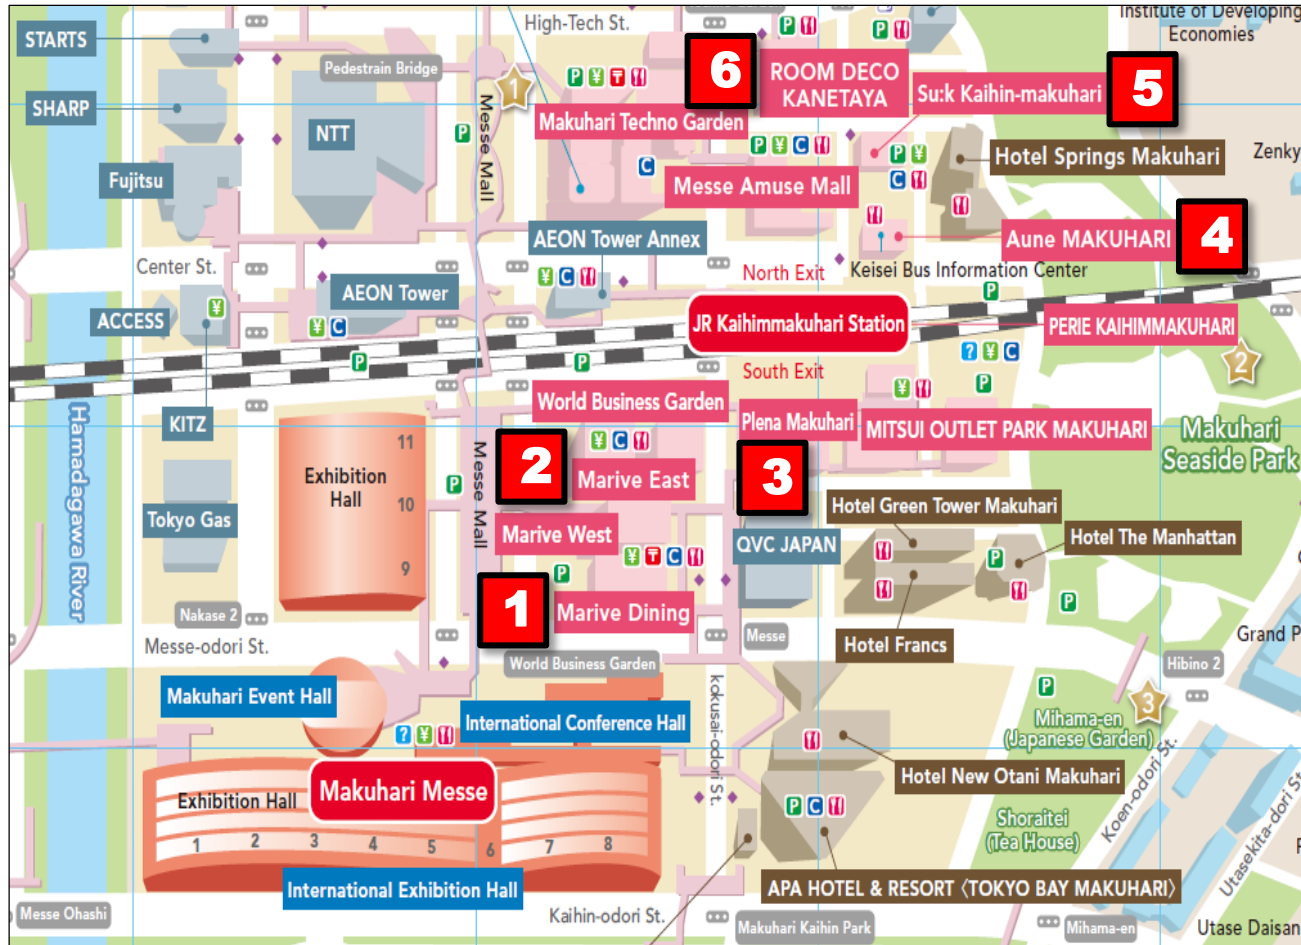 STARTS
High-Tech St.
Institute of Developing
Economies
Pedestrain Bridge
6
ROOM DECO
KANETAYA
Su:k Kaihin-makuhari
5
1
SHARP
NTT
Messe Mall
Makuhari Techno Garden
Hotel Springs Makuhari
Zenky
Fujitsu
Messe Amuse Mall
AEON Tower Annex
Aune MAKUHARI
4
Center St.
North Exit
Keisei Bus Information Center
AEON Tower
ACCESS
JR Kaihimmakuhari Station
PERIE KAIHIMMAKUHARI
2
South Exit
KITZ
World Business Garden
Plena Makuhari
MITSUI OUTLET PARK MAKUHARI
Makuhari
Seaside Park
Hamadagawa River
11
Exhibition
Hall
10
9
Messe Mall
2
Marive East
3
Tokyo Gas
Marive West
Hotel Green Tower Makuhari
QVC JAPAN
Hotel The Manhattan
1
Marive Dining
Nakase 2
Messe
Hotel Francs
Messe-odori St.
World Business Garden
Grand P
Hibino 2
Makuhari Event Hall
International Conference Hall
kokusai-odori St.
3
Mihama-en
(Japanese Garden)
Hotel New Otani Makuhari
Koen-odori St.
Utasekita-dori St.
Exhibition Hall
Makuhari Messe
1
2
3
4
5
6
7
8
Shoraitei
(Tea House)
International Exhibition Hall
APA HOTEL & RESORT〈TOKYO BAY MAKUHARI〉
Messe Ohashi
Kaihin-odori St.
Makuhari Kaihin Park
Mihama-en
Utase Daisan